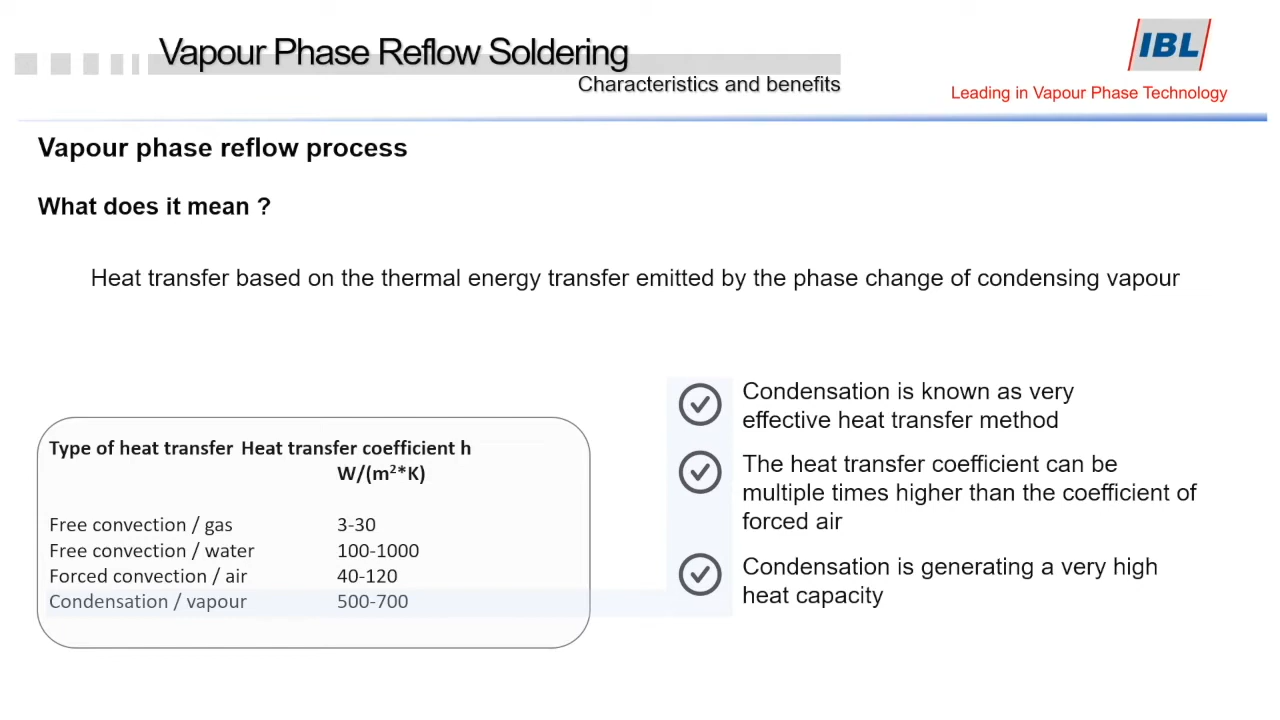 Vapour Phase Reflow Soldering
Characteristics and benefits
IBL
Leading in Vapour Phase Technology
Vapour phase reflow process
What does it mean ?
Heat transfer based on the thermal energy transfer emitted by the phase change of condensing vapour
Type of heat transfer Heat transfer coefficient h
W/(m²*K)
Free convection / gas 3-30
Free convection / water 100-1000
Forced convection / air 40-120
Condensation / vapour 500-700
Condensation is known as very
effective heat transfer method
The heat transfer coefficient can be
multiple times higher than the coefficient of
forced air
Condensation is generating a very high
heat capacity